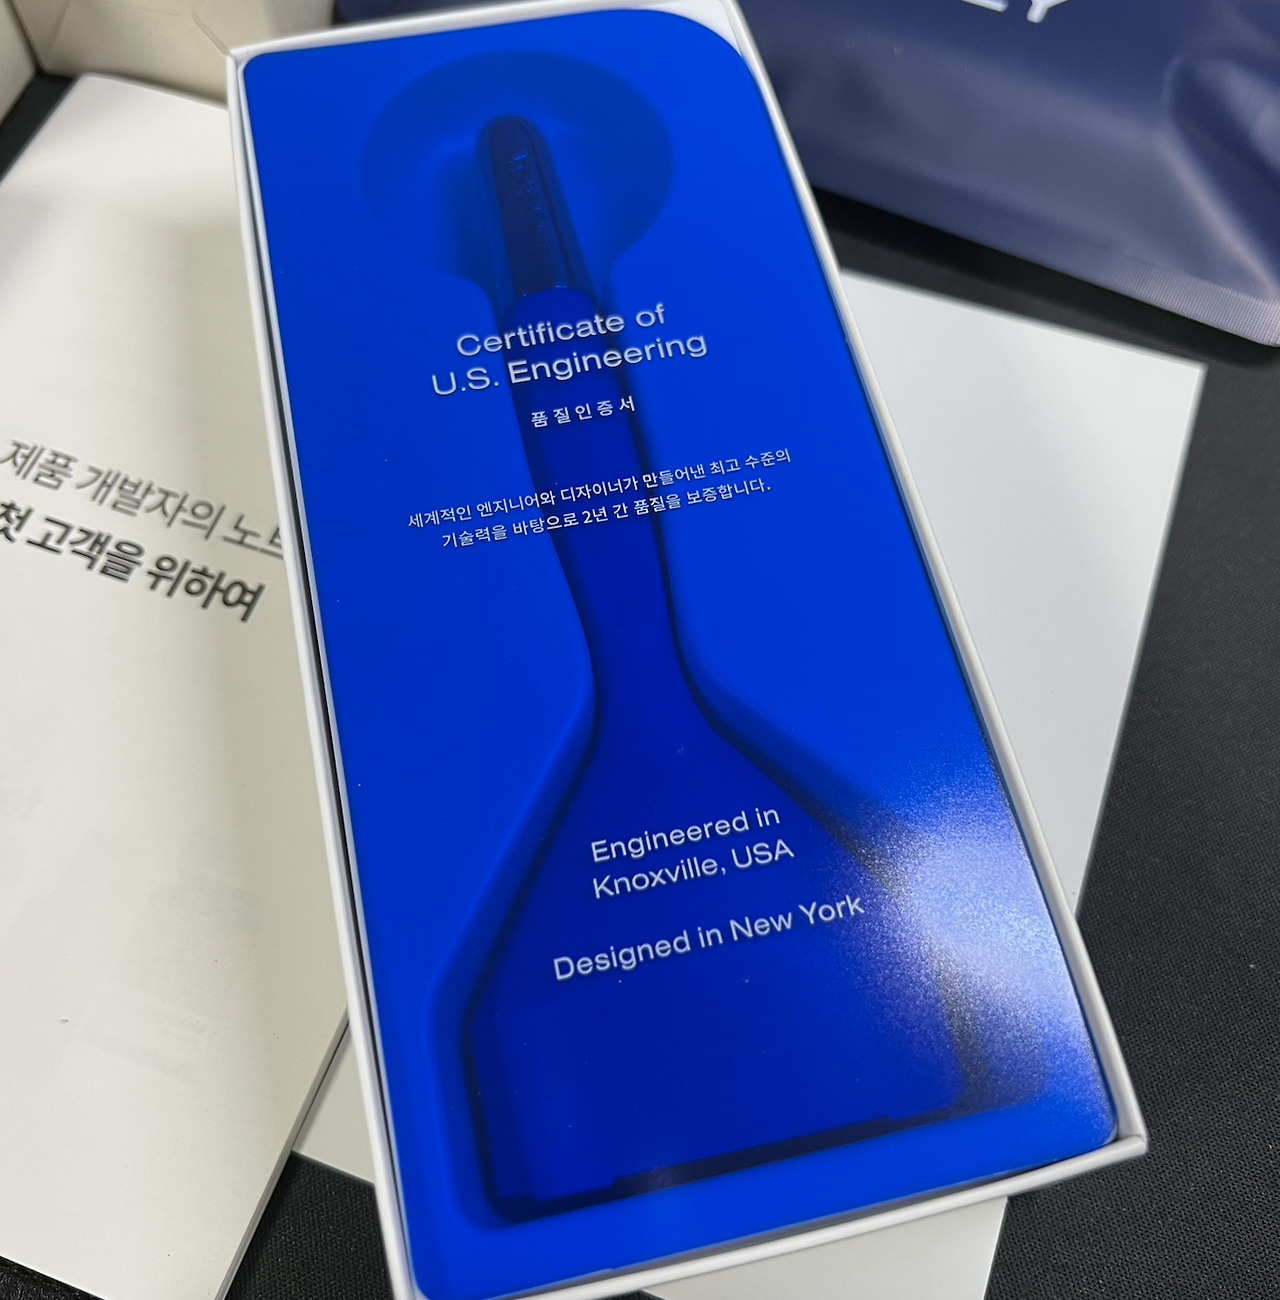 Certificate of
U.S. Engineering
품질인증서
세계적인 엔지니어와 디자이너가 만들어낸 최고 수준의
기술력을 바탕으로 2년 간 품질을 보증합니다.
Engineered in
Knoxville, USA
Designed in New York
제품 개발자의
첫 고객을 위하여